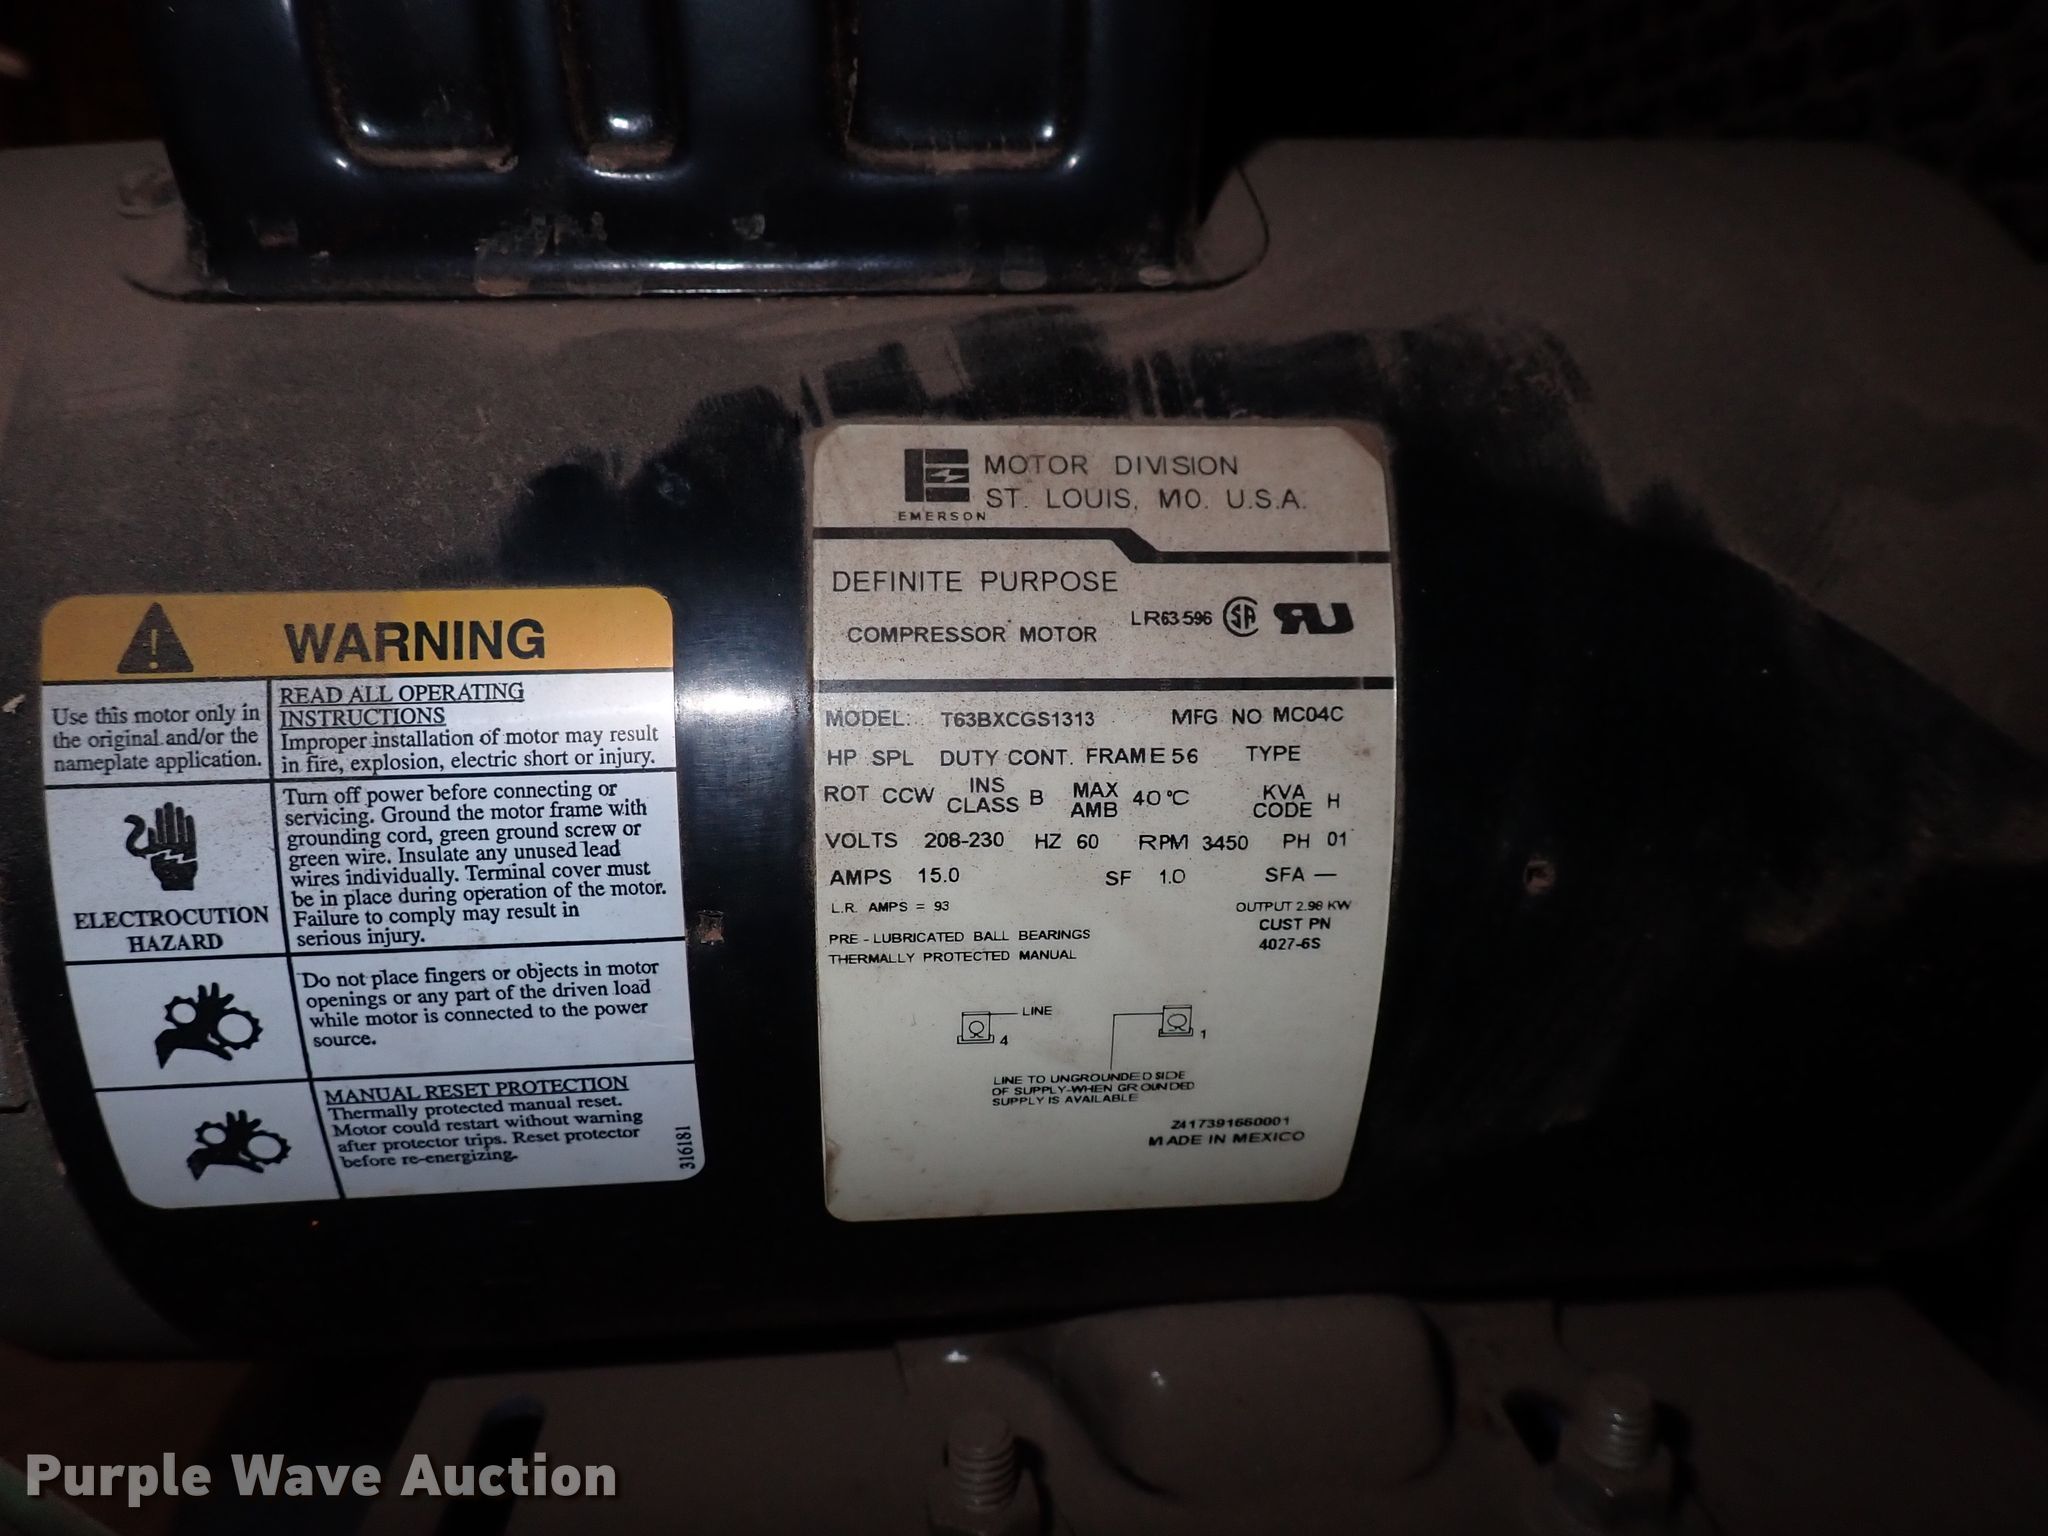 WARNING
Use this motor only in
the original and/or the
nameplate application.
READ ALL OPERATING
INSTRUCTIONS
Improper installation of motor may result
in fire, explosion, electric short or injury.
ELECTROCUTION
HAZARD
Turn off power before connecting or
servicing. Ground the motor frame with
grounding cord, green ground screw or
green wire. Insulate any unused lead
wires individually. Terminal cover must
be in place during operation of the motor.
Failure to comply may result in
serious injury.
Do not place fingers or objects in motor
openings or any part of the driven load
while motor is connected to the power
source.
MANUAL RESET PROTECTION
Thermally protected manual reset.
Motor could restart without warning
after protector trips. Reset protector
before re-energizing.
316181
EMERSON
MOTOR DIVISION
ST. LOUIS, MO. U.S.A.
DEFINITE PURPOSE
COMPRESSOR MOTOR
LR63596 SA RU
MODEL: T63BXCGS1313 MFG NO MC04C
HP SPL DUTY CONT. FRAME 56 TYPE
ROT CCW INS CLASS B MAX AMB 40°C KVA CODE H
VOLTS 208-230 HZ 60 RPM 3450 PH 01
AMPS 15.0 SF 1.0 SFA —
L.R. AMPS = 93 OUTPUT 2.98 KW
CUST PN
4027-6S
PRE-LUBRICATED BALL BEARINGS
THERMALLY PROTECTED MANUAL
LINE
4 1
LINE TO UNGROUNDED SIDE
OF SUPPLY-WHEN GROUNDED
SUPPLY IS AVAILABLE
Z417391660001
MADE IN MEXICO
Purple Wave Auction